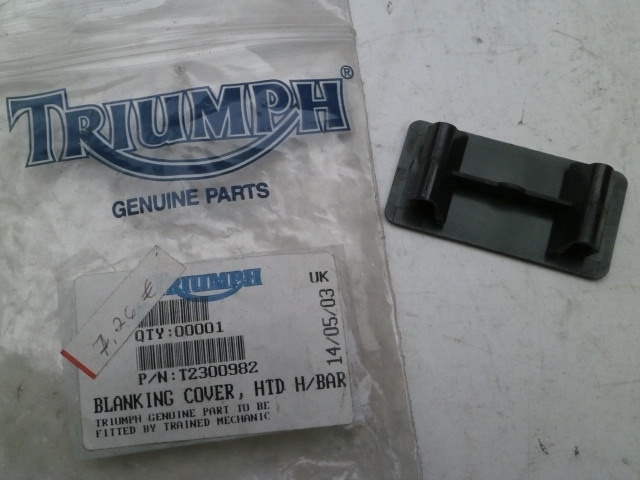 TRIUMPH®
GENUINE PARTS
7,26 €
TRIUMPH
UK
14/05/03
QTY:00001
P/N:T2300982
BLANKING COVER, HTD H/BAR
TRIUMPH GENUINE PART TO BE
FITTED BY TRAINED MECHANIC